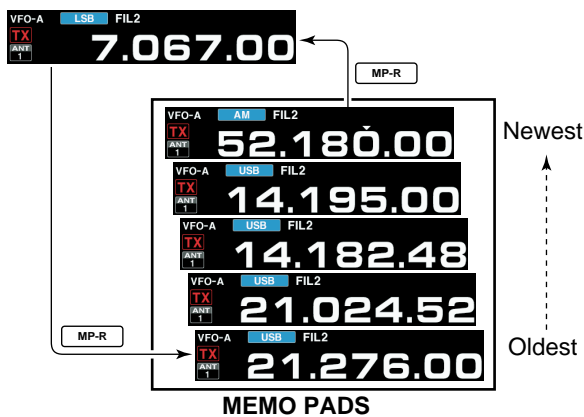 VFO-A LSB FIL2
TX
ANT
1
7.067.00
MP-R
VFO-A AM FIL2
TX
ANT
1
52.180.00
Newest
VFO-A USB FIL2
TX
ANT
1
14.195.00
VFO-A USB FIL2
TX
ANT
1
14.182.48
VFO-A USB FIL2
TX
ANT
1
21.024.52
MP-R
VFO-A USB FIL2
TX
ANT
1
21.276.00
Oldest
MEMO PADS